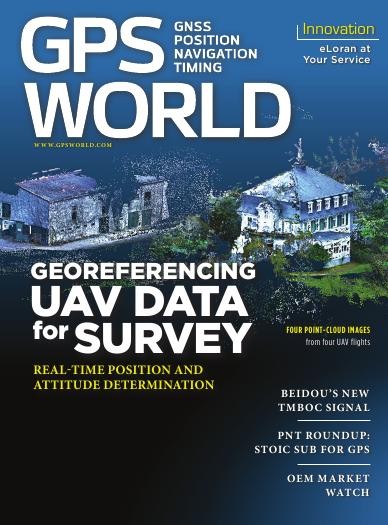 GPS
WORLD
GNSS
POSITION
NAVIGATION
TIMING
Innovation
eLoran at
Your Service
WWW.GPSWORLD.COM
GEOREFERENCING
UAV DATA
for SURVEY
REAL-TIME POSITION AND
ATTITUDE DETERMINATION
FOUR POINT-CLOUD IMAGES
from four UAV flights
BEIDOU'S NEW
TMBOC SIGNAL
PNT ROUNDUP:
STOIC SUB FOR GPS
OEM MARKET
WATCH